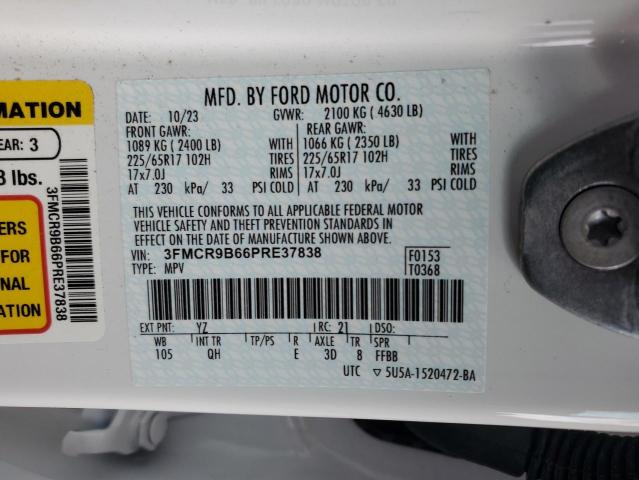 MFD. BY FORD MOTOR CO.
DATE: 10/23 GVWR: 2100 KG ( 4630 LB)
FRONT GAWR: REAR GAWR:
1089 KG ( 2400 LB) 1066 KG ( 2350 LB)
225/65R17 102H TIRES 225/65R17 102H TIRES
17x7.0J RIMS 17x7.0J RIMS
AT 230 kPa/ 33 PSI COLD AT 230 kPa/ 33 PSI COLD
THIS VEHICLE CONFORMS TO ALL APPLICABLE FEDERAL MOTOR
VEHICLE SAFETY AND THEFT PREVENTION STANDARDS IN
EFFECT ON THE DATE OF MANUFACTURE SHOWN ABOVE.
VIN: 3FMCR9B66PRE37838 F0153
TYPE: MPV T0368
EXT PNT: YZ RC: 21 DSO:
WB INT TR TP/PS R AXLE TR SPR
105 QH E 3D 8 FFBB
UTC ▽ 5U5A-1520472-BA
MATION
EAR: 3
lbs.
ERS
FOR
NAL
ATION
3FMCR9B66PRE37838